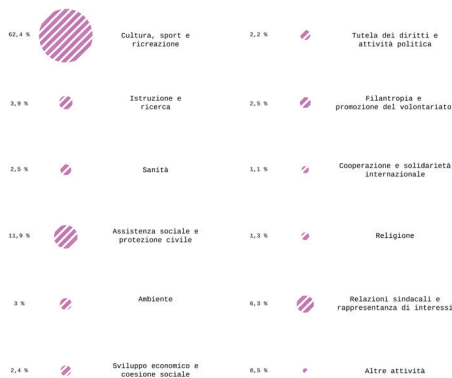 62,4 %
Cultura, sport e
ricreazione
2,2 %
Tutela dei diritti e
attività politica
3,9 %
Istruzione e
ricerca
2,5 %
Filantropia e
promozione del volontariato
2,5 %
Sanità
1,1 %
Cooperazione e solidarietà
internazionale
11,9 %
Assistenza sociale e
protezione civile
1,3 %
Religione
3 %
Ambiente
6,3 %
Relazioni sindacali e
rappresentanza di interessi
2,4 %
Sviluppo economico e
coesione sociale
0,5 %
Altre attività